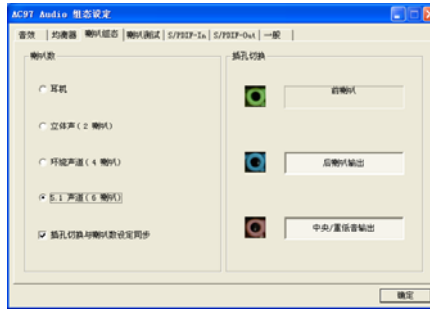 AC97 Audio 组态设定
音效 | 均衡器 | 喇叭组态 | 喇叭测试 | S/PDIF-In | S/PDIF-Out | 一般
喇叭数
耳机
立体声(2 喇叭)
环绕声道(4 喇叭)
5.1 声道(6 喇叭)
插孔切换与喇叭数设定同步
插孔切换
前喇叭
后喇叭输出
中央/重低音输出
确定